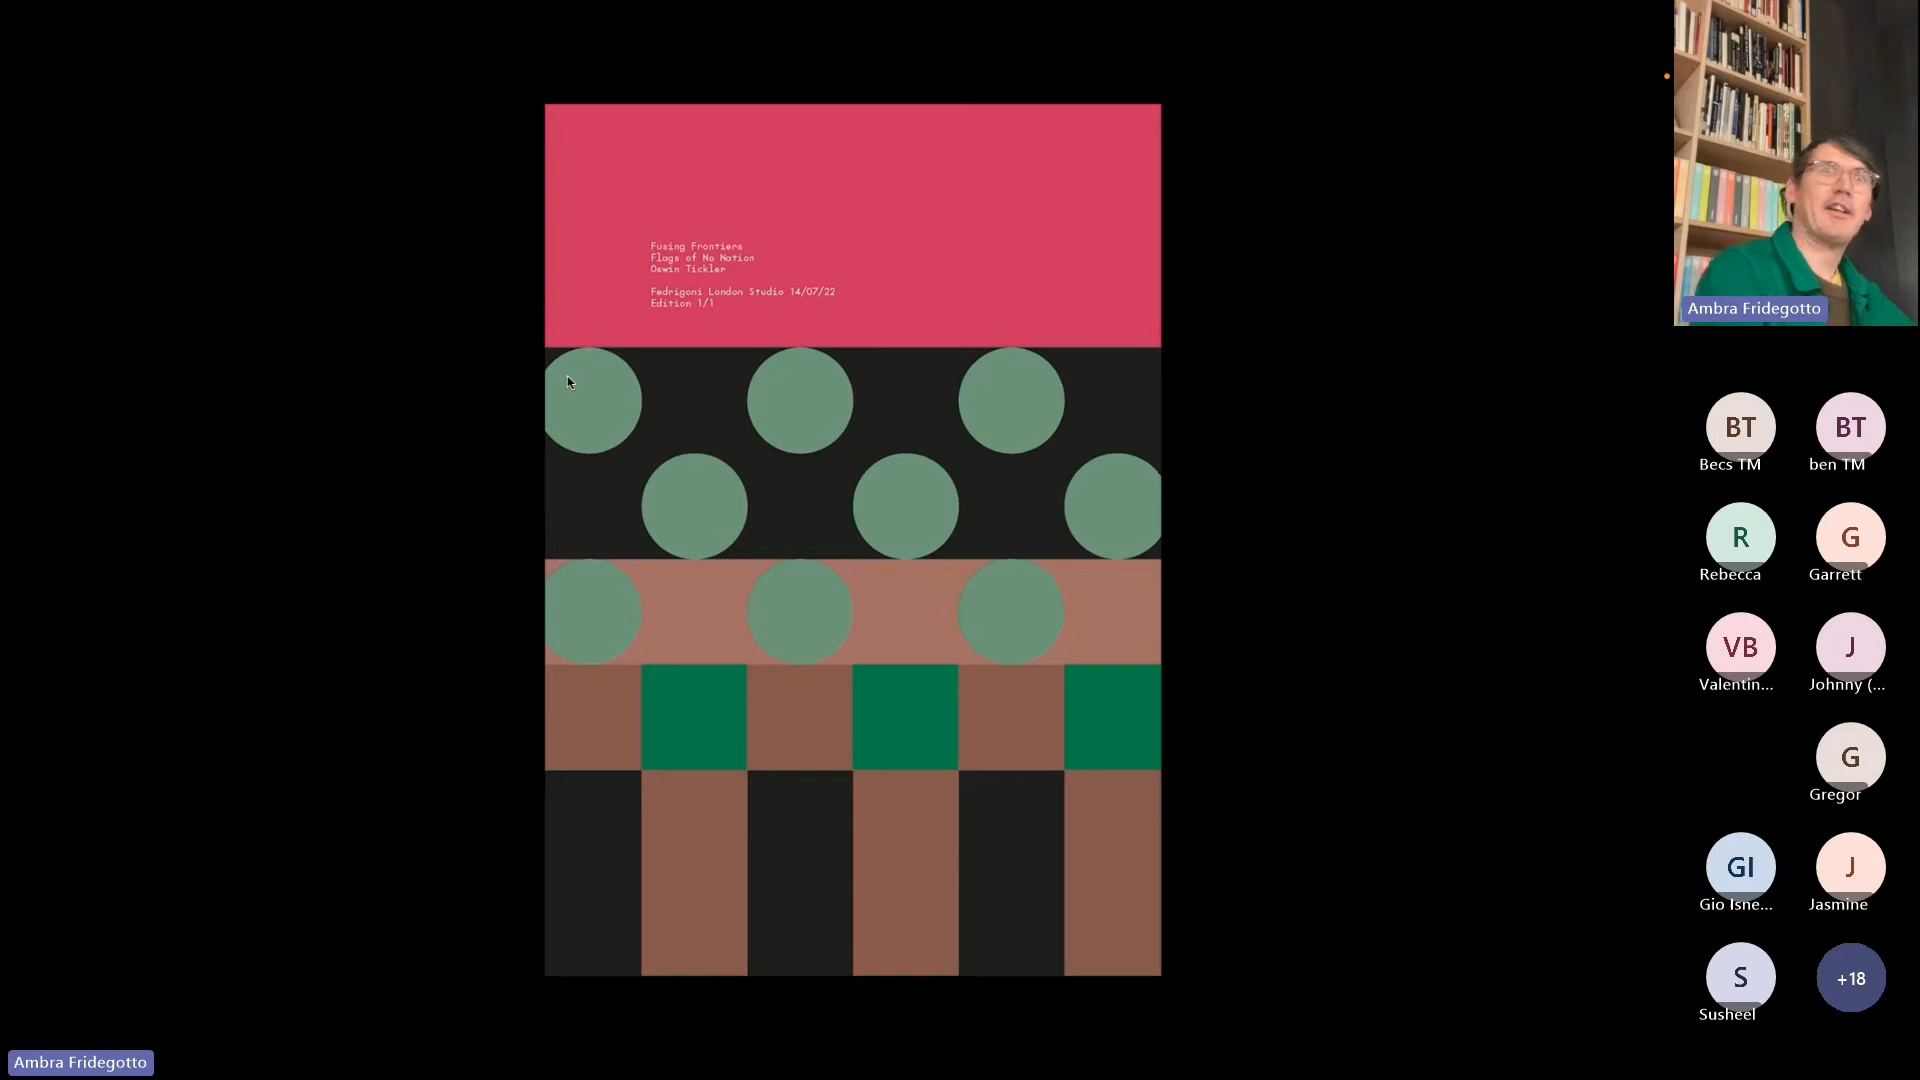 Fusing Frontiers
Flags of No Nation
Oswin Tickler
Fedrigoni London Studio 14/07/22
Edition 1/1
Ambra Fridegotto
BT
Becs TM
BT
ben TM
R
Rebecca
G
Garrett
VB
Valentin...
J
Johnny (...
G
Gregor
GI
Gio Isne...
J
Jasmine
S
Susheel
+18
Ambra Fridegotto